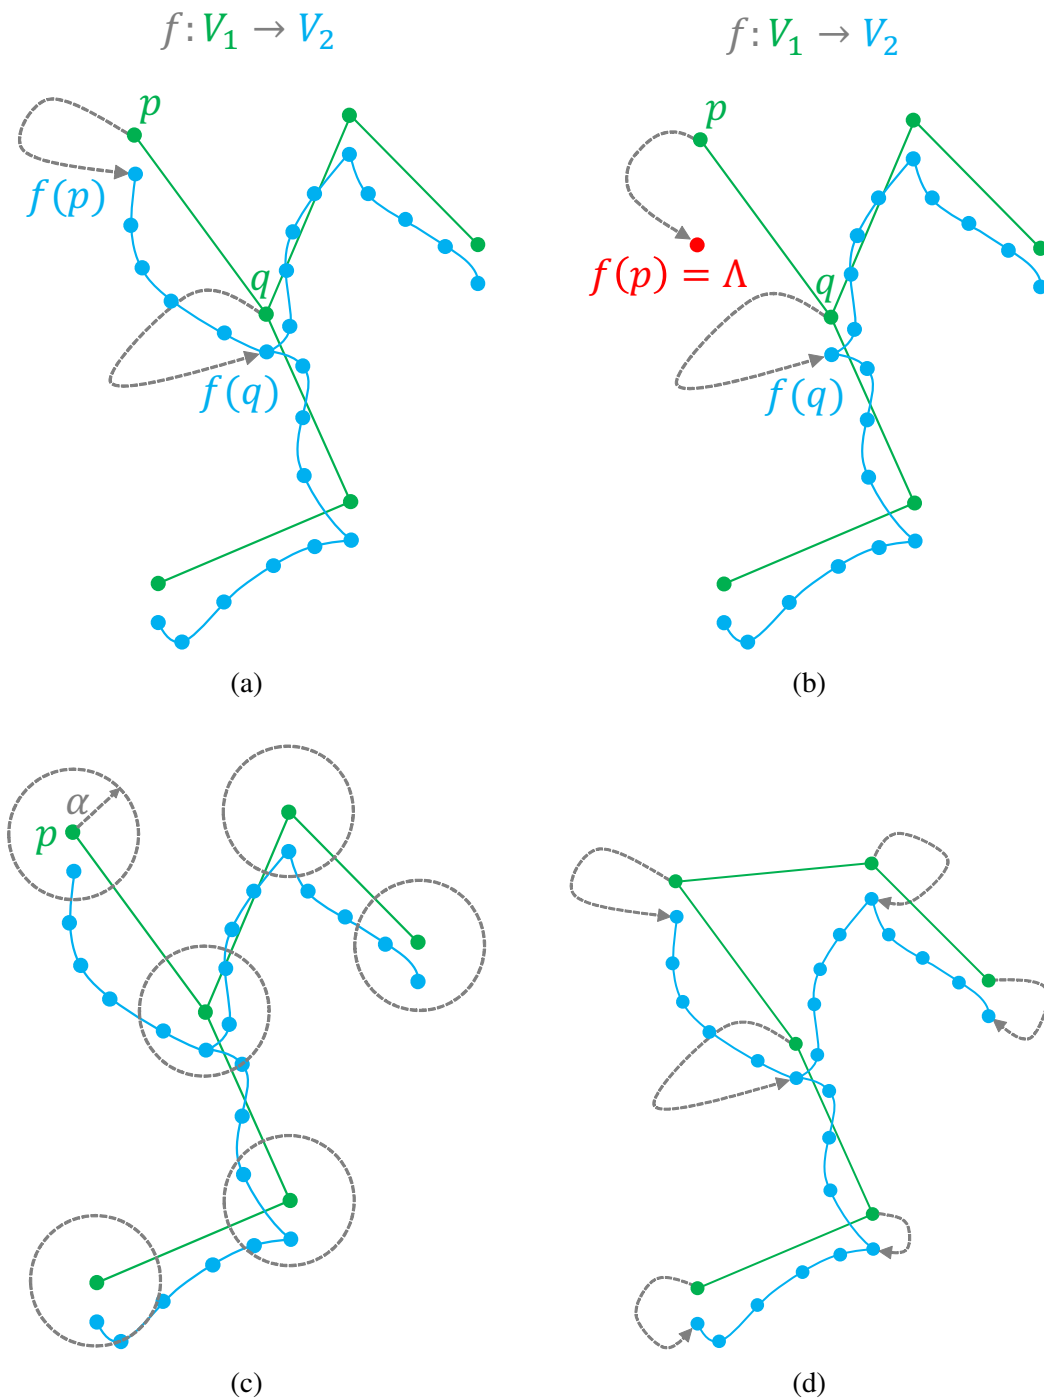 f: V₁ → V₂
f: V₁ → V₂
p
f(p)
q
f(q)
p
f(p) = Λ
q
f(q)
(a)
(b)
α
p
(c)
(d)